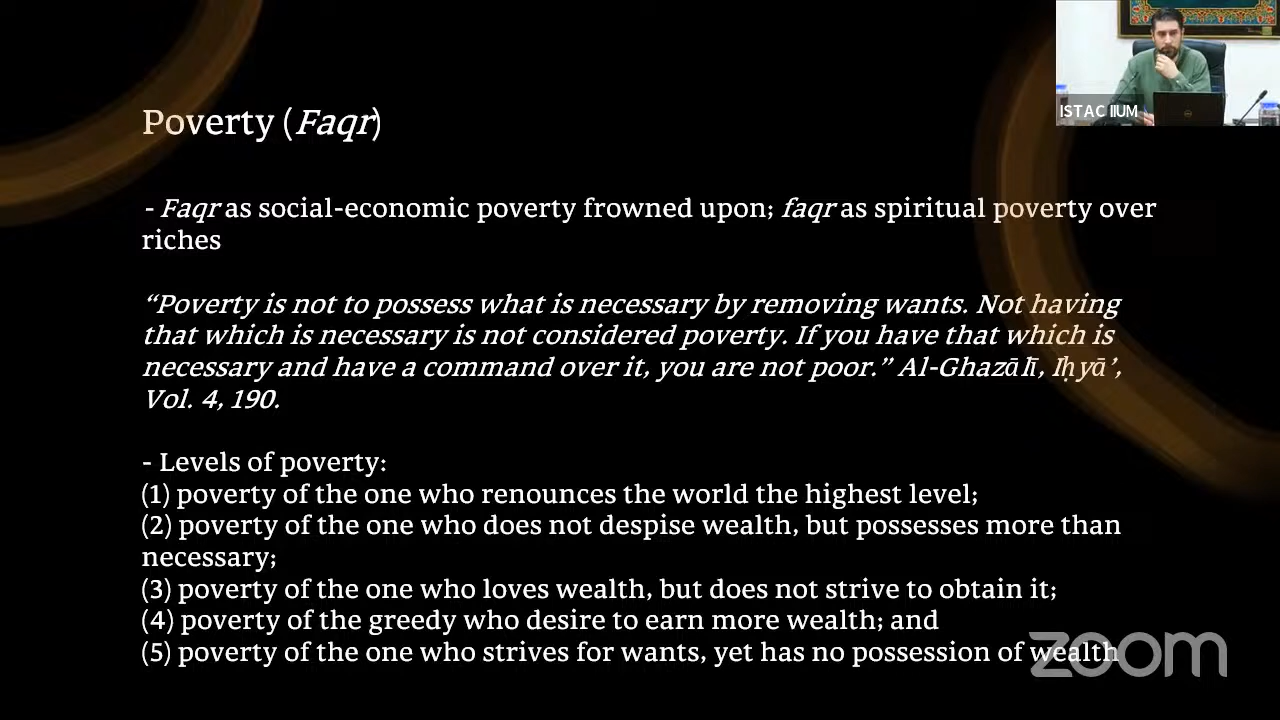 ISTAC IIUM
Poverty (Faqr)
- Faqr as social-economic poverty frowned upon; faqr as spiritual poverty over
riches
“Poverty is not to possess what is necessary by removing wants. Not having
that which is necessary is not considered poverty. If you have that which is
necessary and have a command over it, you are not poor.” Al-Ghazālī, Iḥyā’,
Vol. 4, 190.
- Levels of poverty:
(1) poverty of the one who renounces the world the highest level;
(2) poverty of the one who does not despise wealth, but possesses more than
necessary;
(3) poverty of the one who loves wealth, but does not strive to obtain it;
(4) poverty of the greedy who desire to earn more wealth; and
(5) poverty of the one who strives for wants, yet has no possession of wealth
zoom